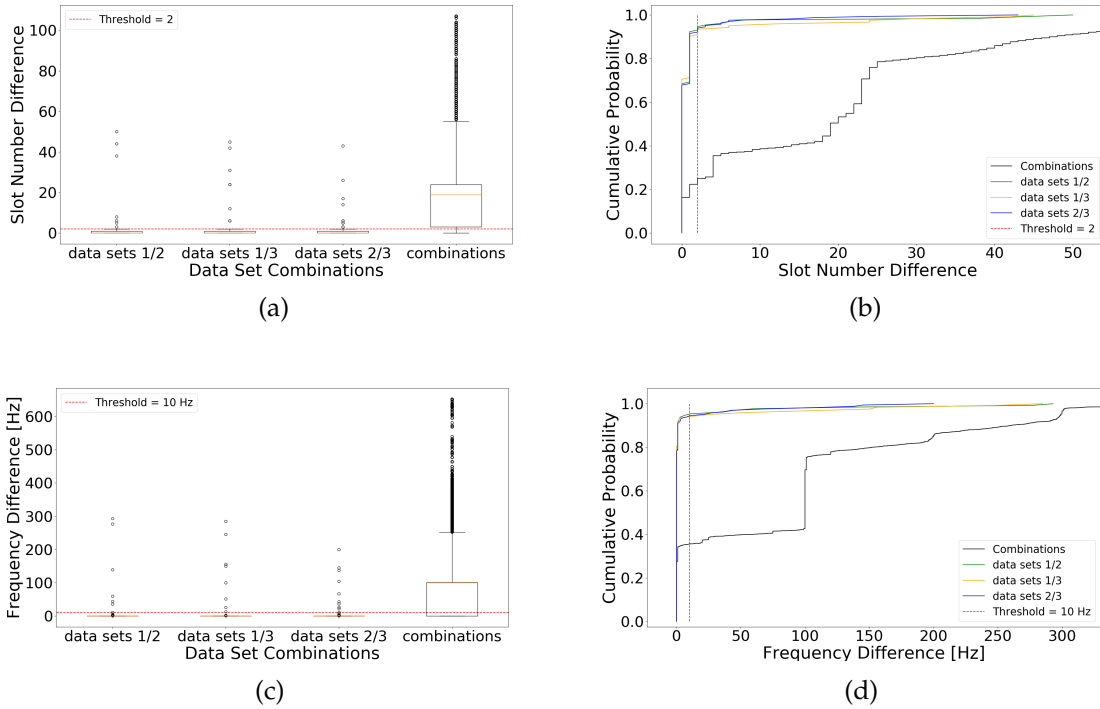 Threshold = 2
100
80
60
40
20
0
Slot Number Difference
data sets 1/2 data sets 1/3 data sets 2/3 combinations
Data Set Combinations
(a)
1.0
0.8
0.6
0.4
0.2
0.0
Cumulative Probability
Combinations
data sets 1/2
data sets 1/3
data sets 2/3
Threshold = 2
0 10 20 30 40 50
Slot Number Difference
(b)
Threshold = 10 Hz
600
500
400
300
200
100
0
Frequency Difference [Hz]
data sets 1/2 data sets 1/3 data sets 2/3 combinations
Data Set Combinations
(c)
1.0
0.8
0.6
0.4
0.2
0.0
Cumulative Probability
Combinations
data sets 1/2
data sets 1/3
data sets 2/3
Threshold = 10 Hz
0 50 100 150 200 250 300
Frequency Difference [Hz]
(d)